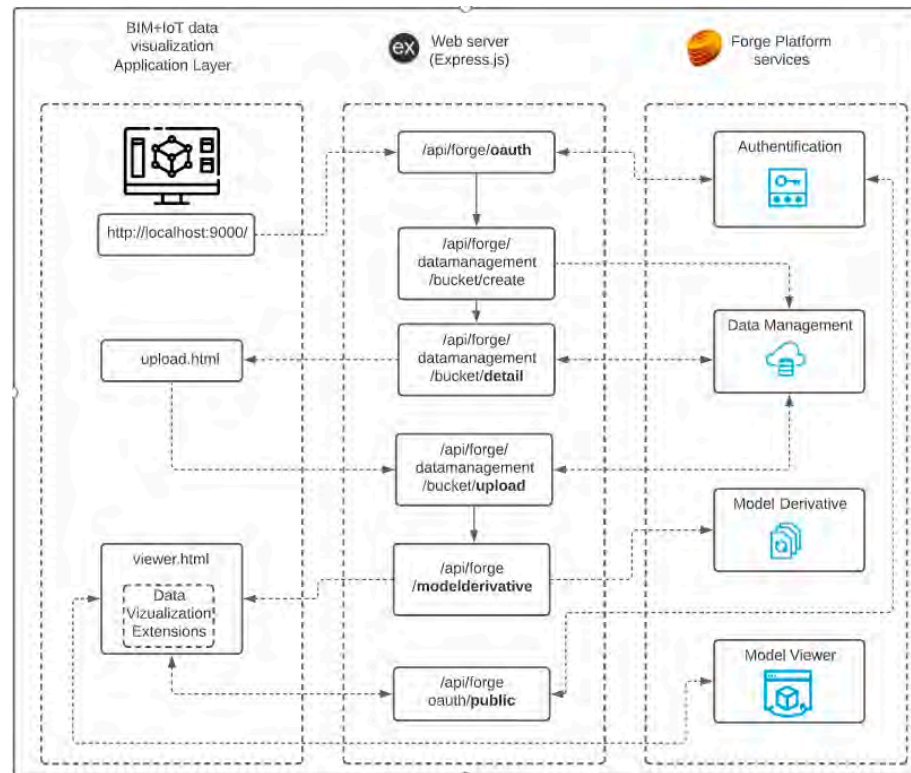 BIM+IoT data
visualization
Application Layer
ex
Web server
(Express.js)
Forge Platform
services
http://localhost:9000/
upload.html
viewer.html
Data
Vizualization
Extensions
/api/forge/oauth
/api/forge/
datamanagement
/bucket/create
/api/forge/
datamanagement
/bucket/detail
/api/forge/
datamanagement
/bucket/upload
/api/forge
/modelderivative
/api/forge
oauth/public
Authentification
Data Management
Model Derivative
Model Viewer